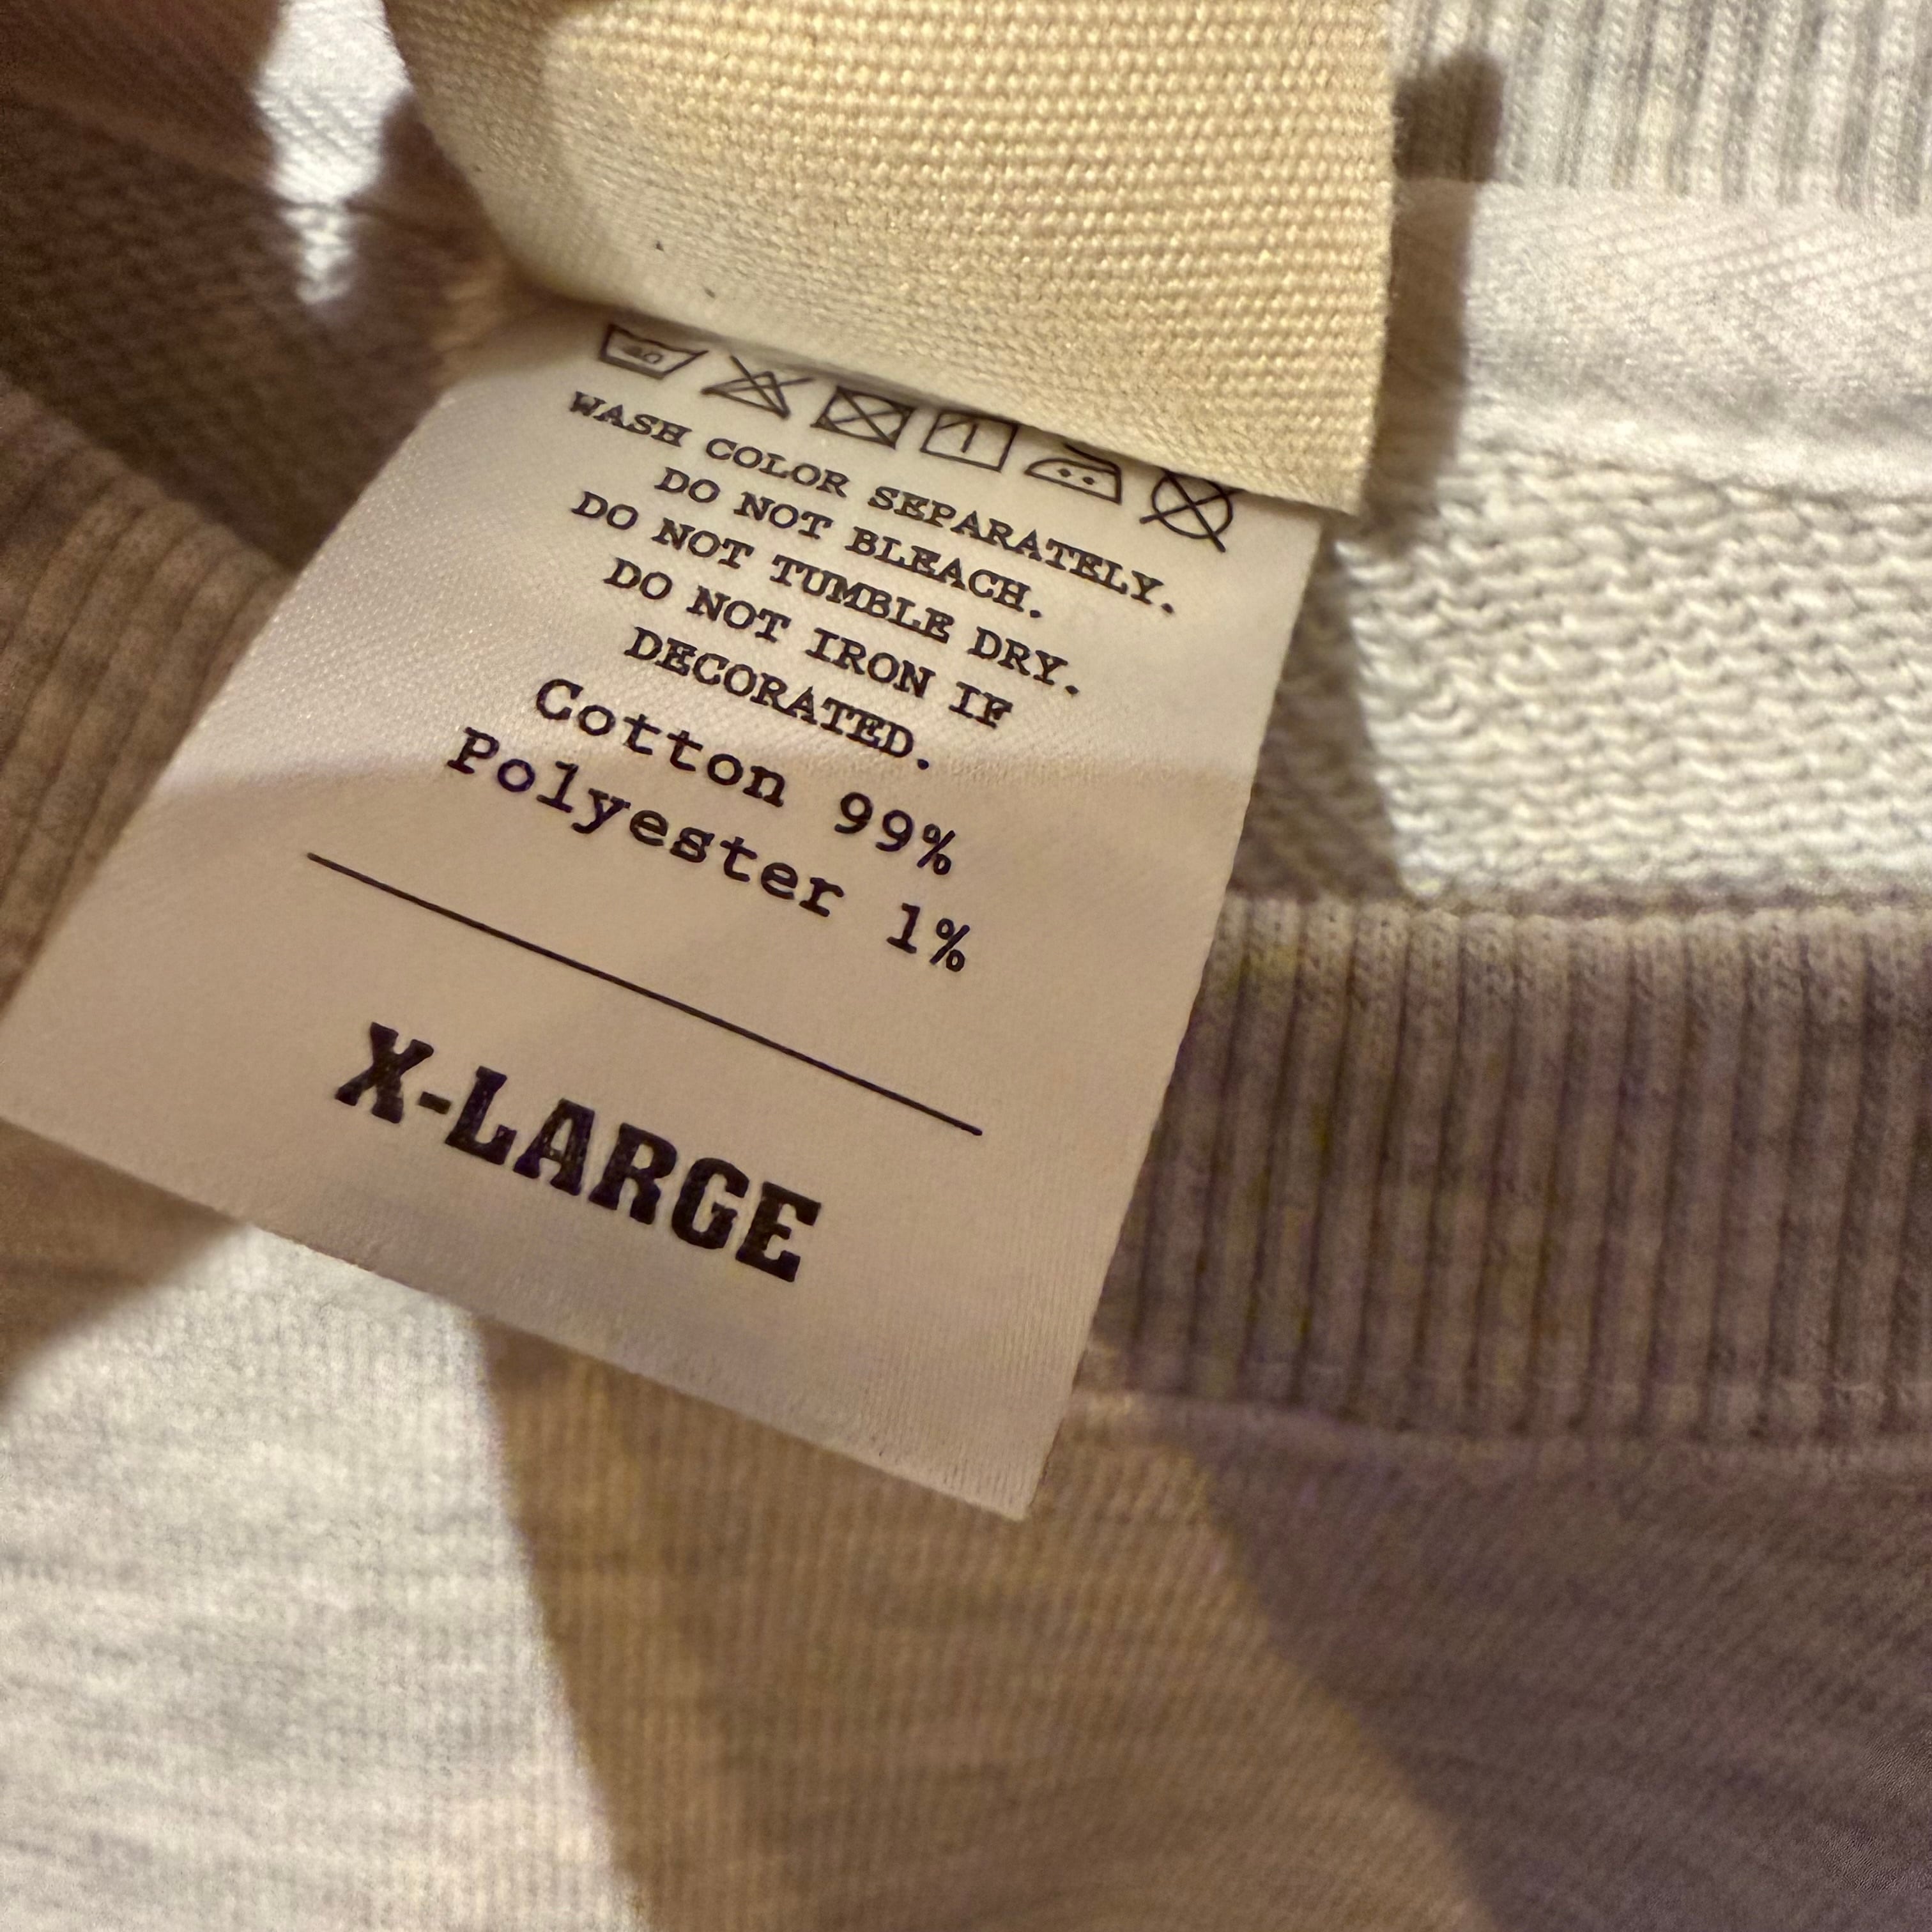 40
WASH COLOR SEPARATELY.
DO NOT BLEACH.
DO NOT TUMBLE DRY.
DO NOT IRON IF
DECORATED.
Cotton 99%
Polyester 1%
X-LARGE